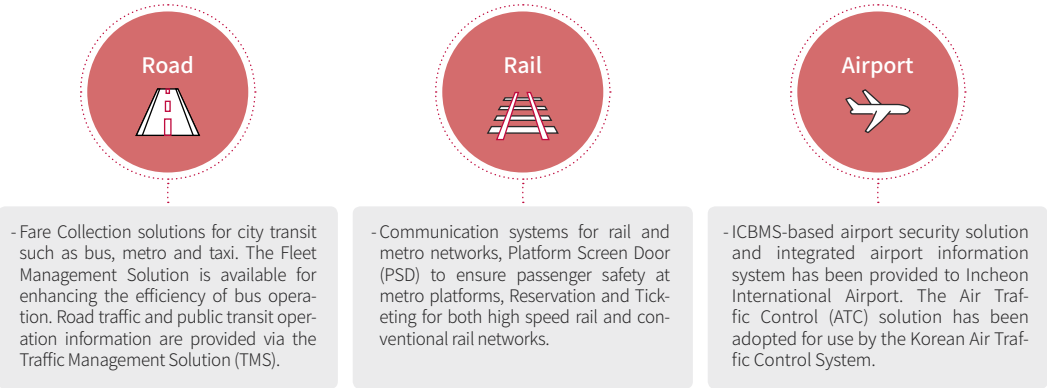 Road
- Fare Collection solutions for city transit
such as bus, metro and taxi. The Fleet
Management Solution is available for
enhancing the efficiency of bus opera-
tion. Road traffic and public transit oper-
ation information are provided via the
Traffic Management Solution (TMS).
Rail
- Communication systems for rail and
metro networks, Platform Screen Door
(PSD) to ensure passenger safety at
metro platforms, Reservation and Tick-
eting for both high speed rail and con-
ventional rail networks.
Airport
- ICBMS-based airport security solution
and integrated airport information
system has been provided to Incheon
International Airport. The Air Traf-
fic Control (ATC) solution has been
adopted for use by the Korean Air Traf-
fic Control System.